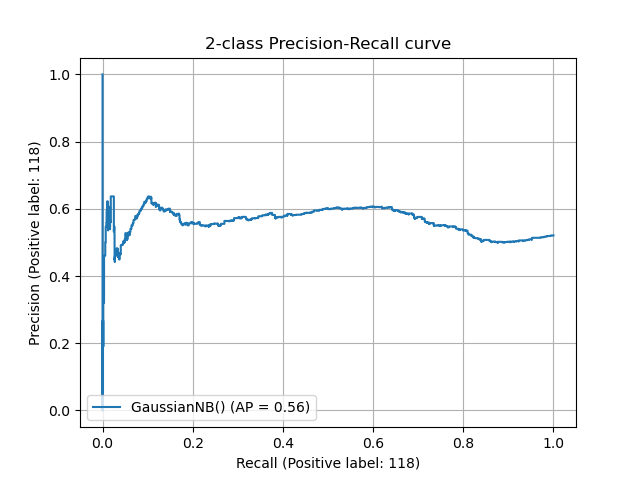 2-class Precision-Recall curve
1.0
0.8
0.6
0.4
0.2
0.0
Precision (Positive label: 118)
GaussianNB() (AP = 0.56)
0.0 0.2 0.4 0.6 0.8 1.0
Recall (Positive label: 118)